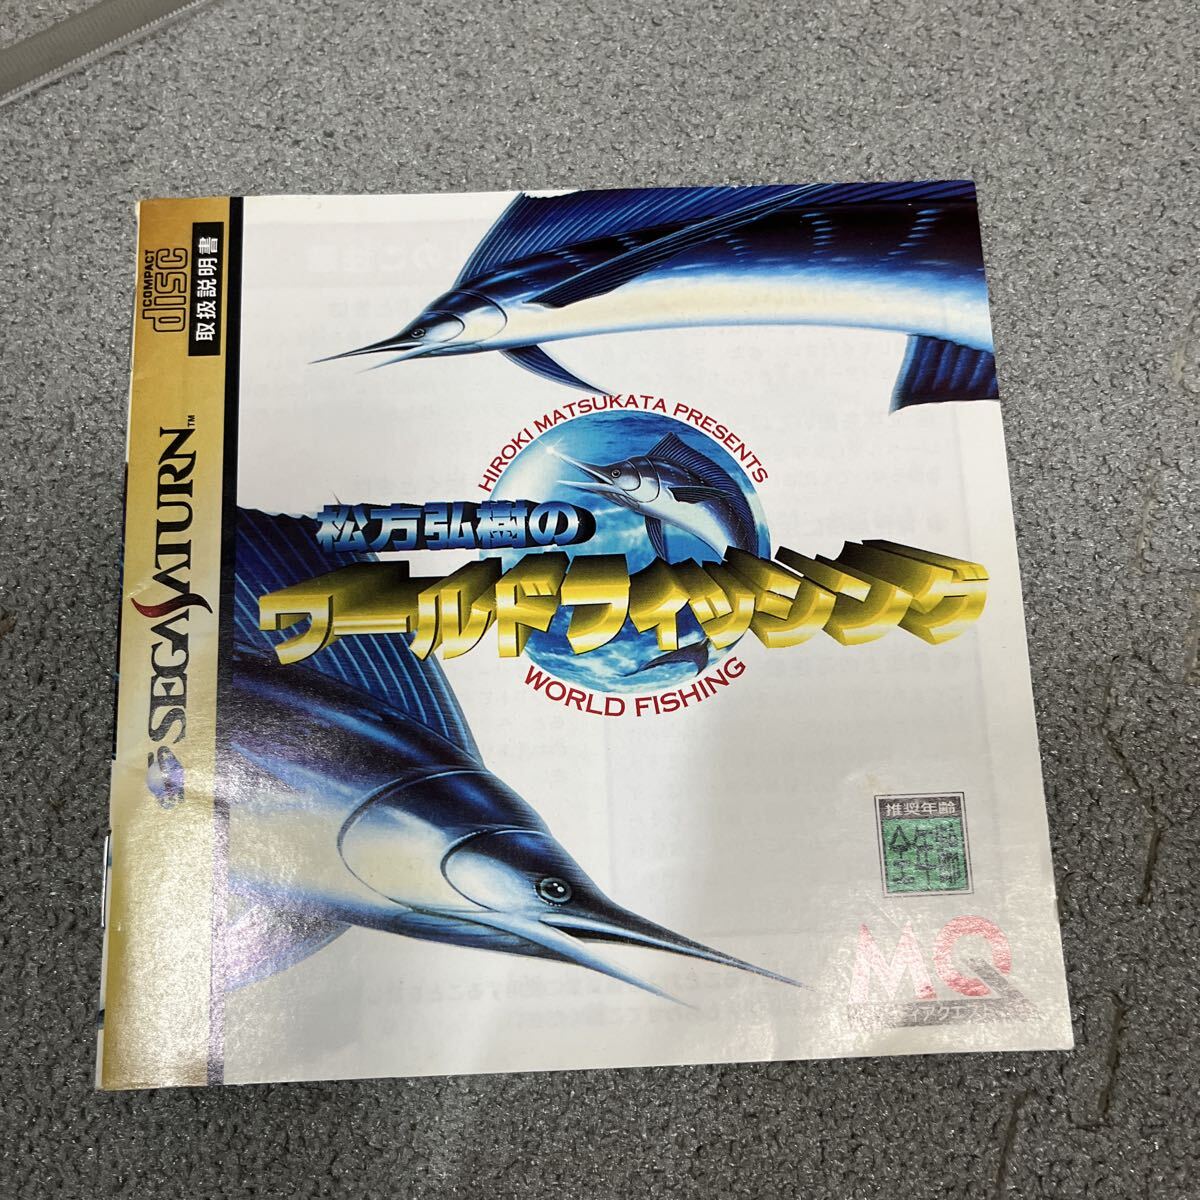 COMPACT
disc
取扱説明書
SEGA SATURN™
HIROKI MATSUKATA PRESENTS
松方弘樹の
ワールドフィッシング
WORLD FISHING
推奨年齢
MQ